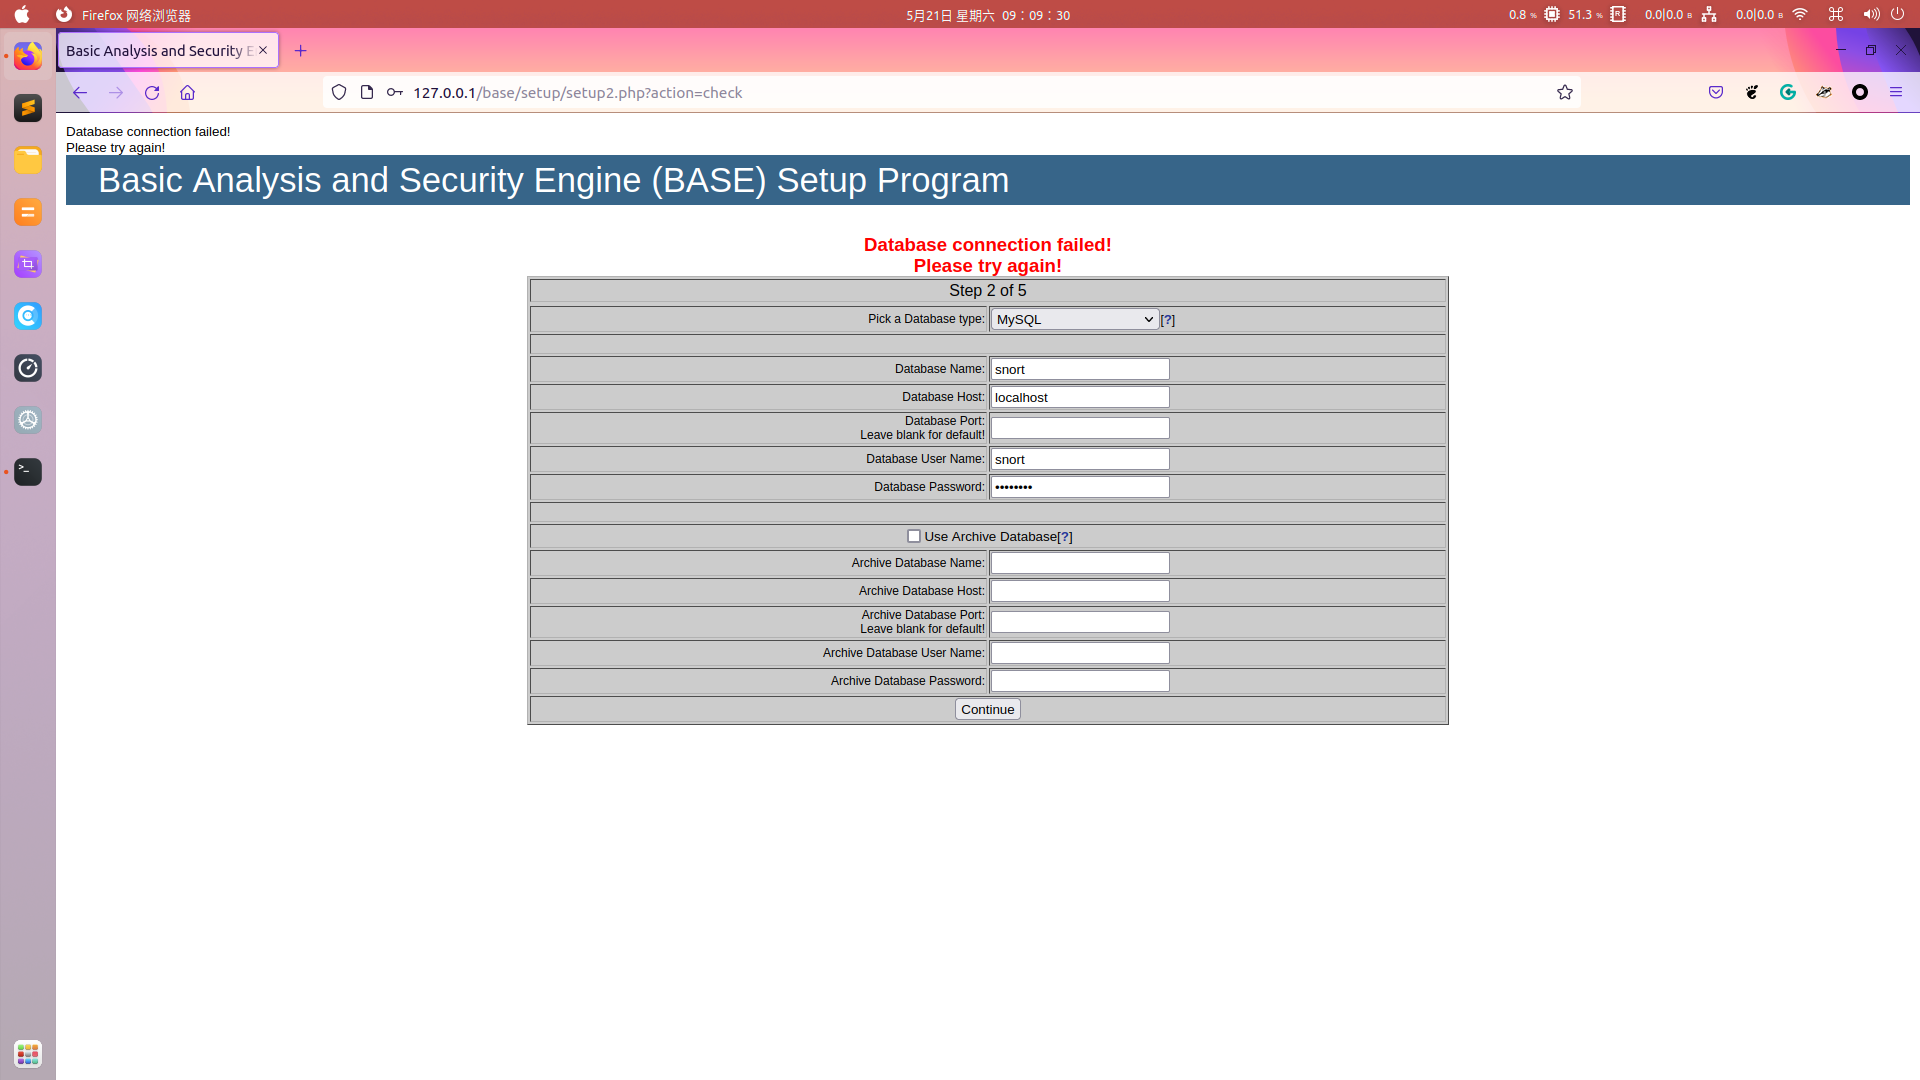 Firefox 网络浏览器
5月21日 星期六 09：09：30
0.8 %
51.3 %
0.0|0.0 B
0.0|0.0 B
Basic Analysis and Security E
127.0.0.1/base/setup/setup2.php?action=check
Database connection failed!
Please try again!
Basic Analysis and Security Engine (BASE) Setup Program
Database connection failed!
Please try again!
Step 2 of 5
Pick a Database type: MySQL [?]
Database Name: snort
Database Host: localhost
Database Port:
Leave blank for default!
Database User Name: snort
Database Password: ••••••••
Use Archive Database[?]
Archive Database Name:
Archive Database Host:
Archive Database Port:
Leave blank for default!
Archive Database User Name:
Archive Database Password:
Continue